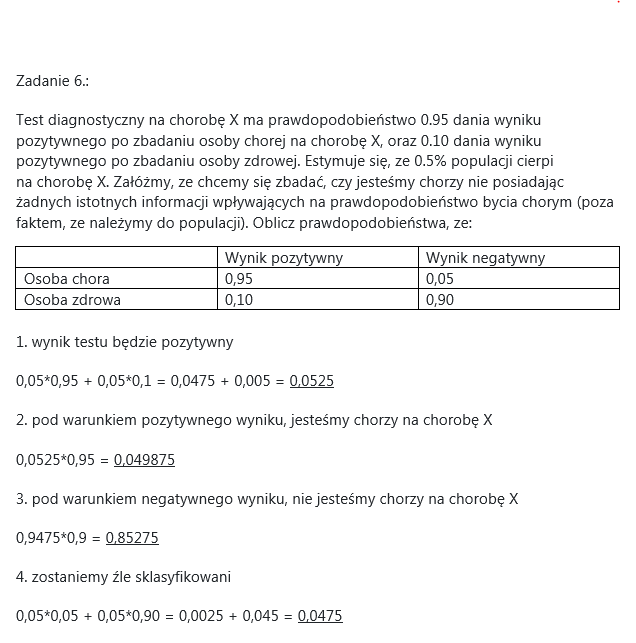 Zadanie 6.:
Test diagnostyczny na chorobę X ma prawdopodobieństwo 0.95 dania wyniku
pozytywnego po zbadaniu osoby chorej na chorobę X, oraz 0.10 dania wyniku
pozytywnego po zbadaniu osoby zdrowej. Estymuje się, ze 0.5% populacji cierpi
na chorobę X. Załóżmy, ze chcemy się zbadać, czy jesteśmy chorzy nie posiadając
żadnych istotnych informacji wpływających na prawdopodobieństwo bycia chorym (poza
faktem, ze należymy do populacji). Oblicz prawdopodobieństwa, ze:
Wynik pozytywny Wynik negatywny
Osoba chora 0,95 0,05
Osoba zdrowa 0,10 0,90
1. wynik testu będzie pozytywny
0,05*0,95 + 0,05*0,1 = 0,0475 + 0,005 = 0,0525
2. pod warunkiem pozytywnego wyniku, jesteśmy chorzy na chorobę X
0,0525*0,95 = 0,049875
3. pod warunkiem negatywnego wyniku, nie jesteśmy chorzy na chorobę X
0,9475*0,9 = 0,85275
4. zostaniemy źle sklasyfikowani
0,05*0,05 + 0,05*0,90 = 0,0025 + 0,045 = 0,0475